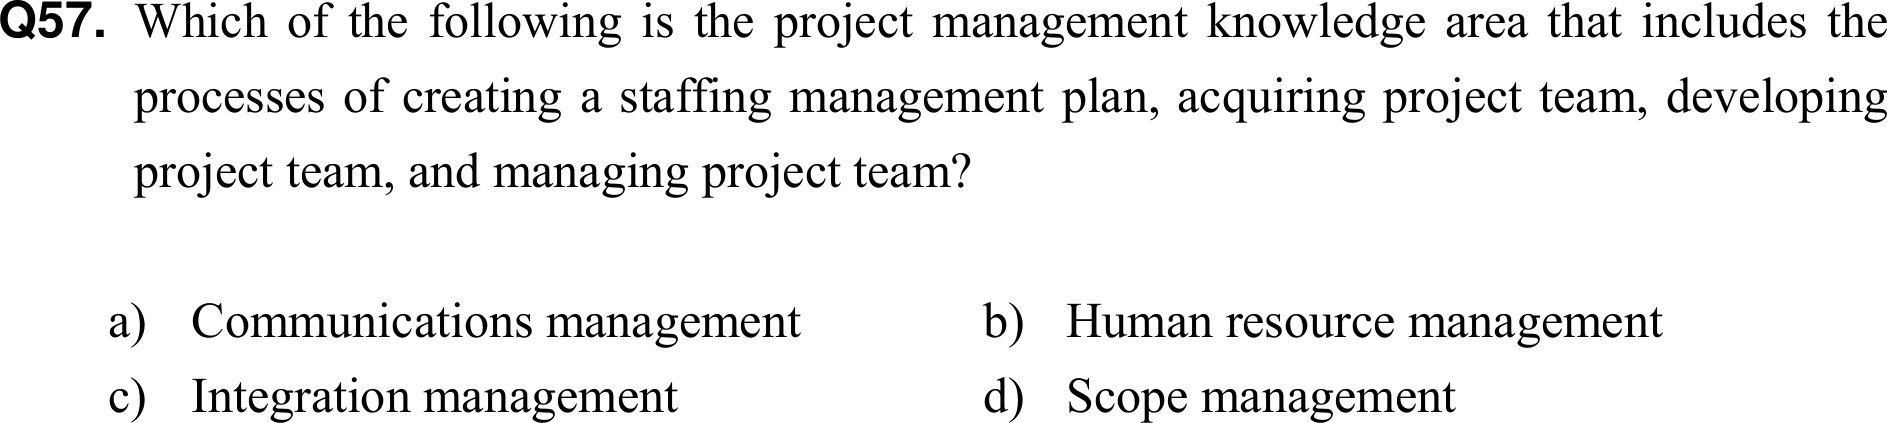 Q57. Which of the following is the project management knowledge area that includes the
processes of creating a staffing management plan, acquiring project team, developing
project team, and managing project team?
a) Communications management b) Human resource management
c) Integration management d) Scope management